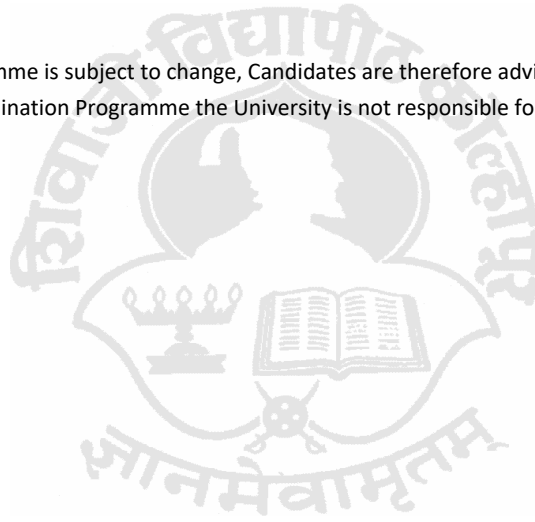 शिवाजी विद्यापीठ कोल्हापूर
mme is subject to change, Candidates are therefore advi
ination Programme the University is not responsible fo
ज्ञानमेवामृतम्